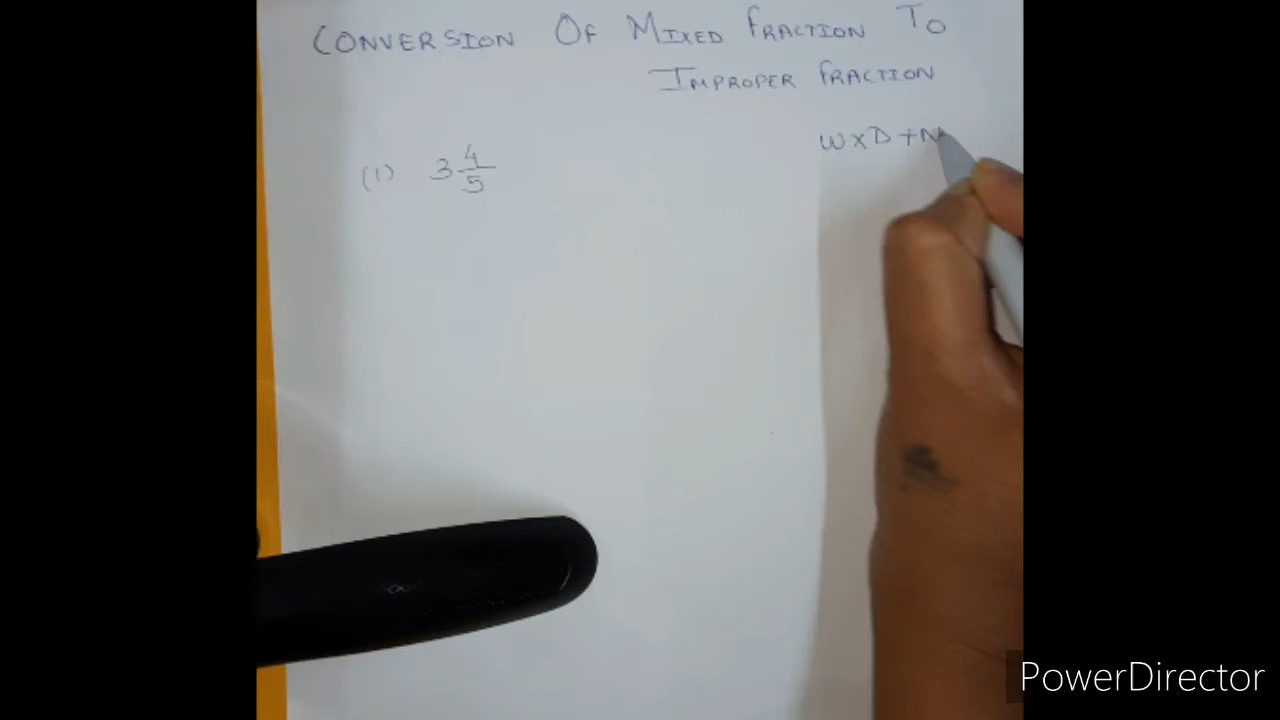 CONVERSION OF MIXED FRACTION TO
IMPROPER FRACTION
W×D+N
(1) 3 4/5
PowerDirector